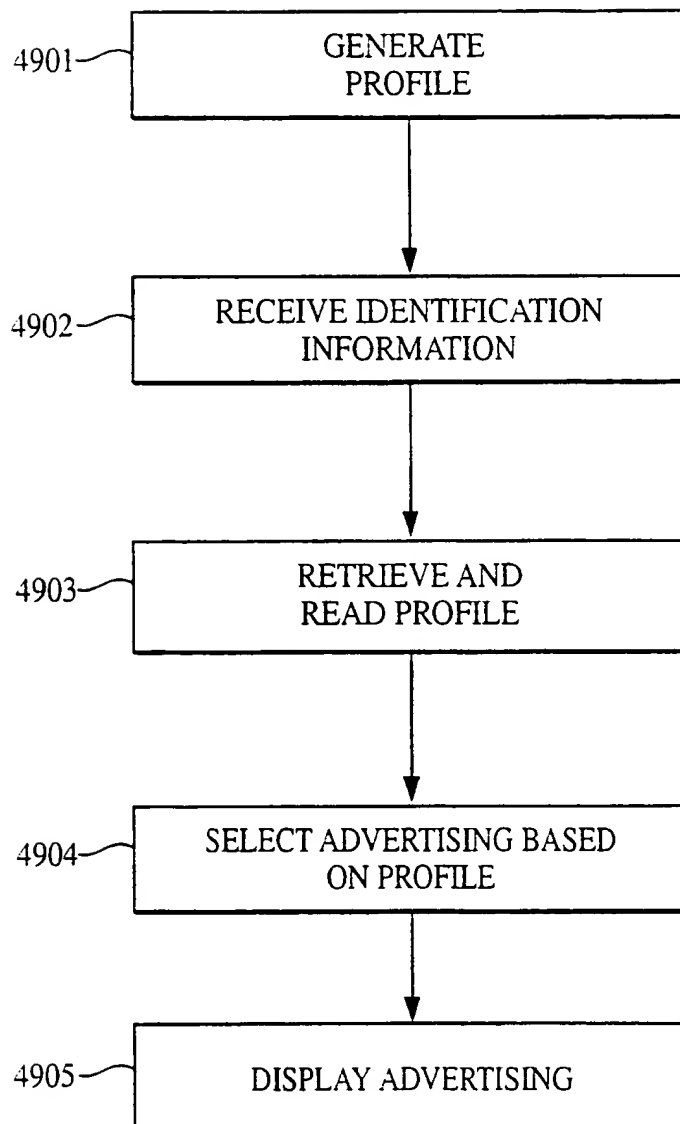 4901
GENERATE
PROFILE
4902
RECEIVE IDENTIFICATION
INFORMATION
4903
RETRIEVE AND
READ PROFILE
4904
SELECT ADVERTISING BASED
ON PROFILE
4905
DISPLAY ADVERTISING